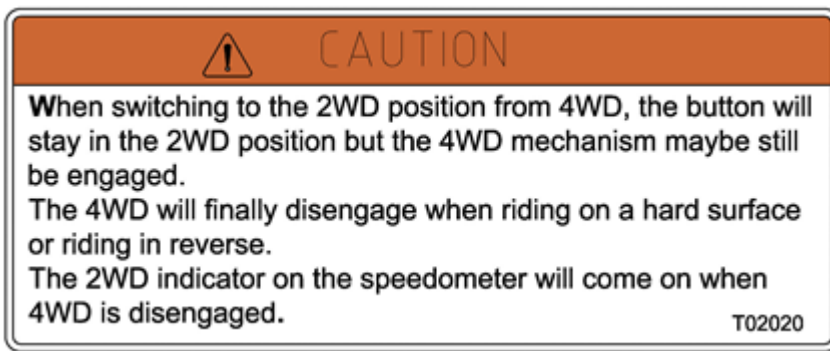 CAUTION
When switching to the 2WD position from 4WD, the button will
stay in the 2WD position but the 4WD mechanism maybe still
be engaged.
The 4WD will finally disengage when riding on a hard surface
or riding in reverse.
The 2WD indicator on the speedometer will come on when
4WD is disengaged.
T02020